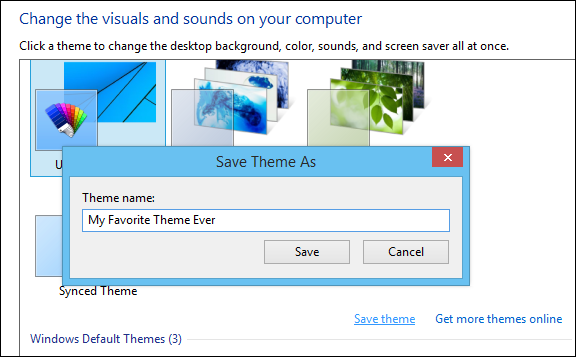 Change the visuals and sounds on your computer
Click a theme to change the desktop background, color, sounds, and screen saver all at once.
Save Theme As
Theme name:
My Favorite Theme Ever
Save
Cancel
Synced Theme
Save theme
Get more themes online
Windows Default Themes (3)